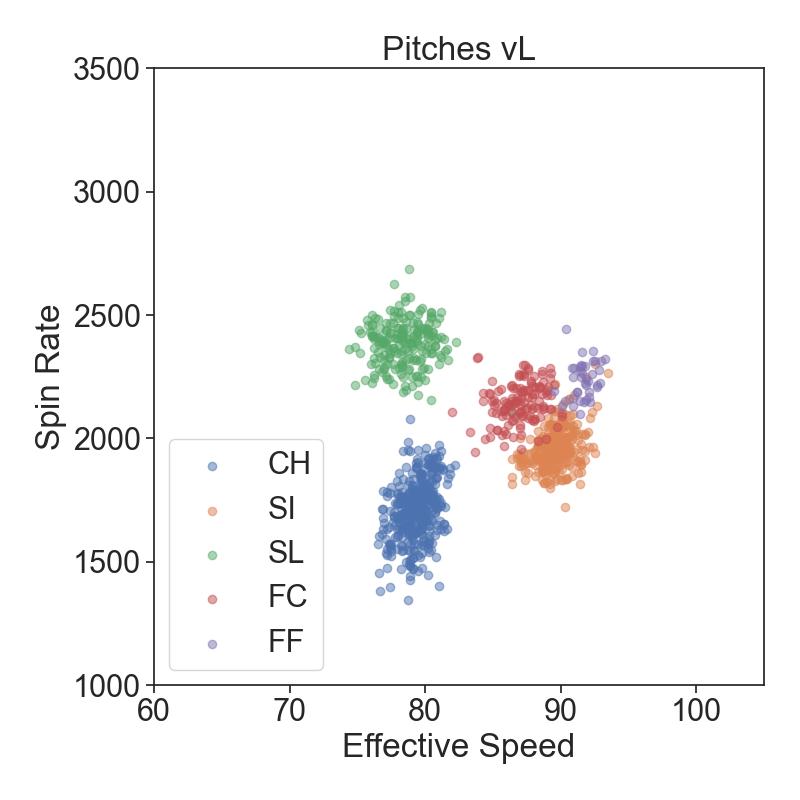 Pitches vL
3500
3000
2500
2000
1500
1000
Spin Rate
CH
SI
SL
FC
FF
60 70 80 90 100
Effective Speed